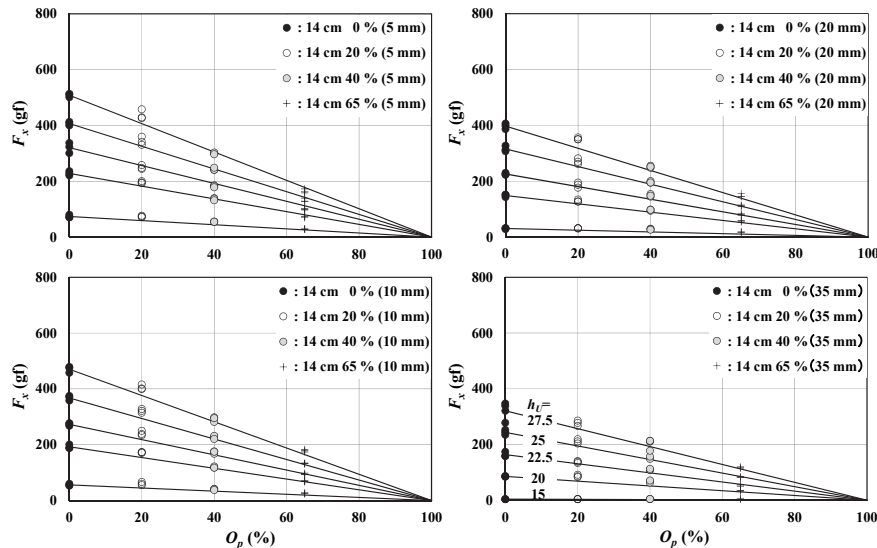 800
600
400
200
0
F_x (gf)
0 20 40 60 80 100
● : 14 cm 0 % (5 mm)
○ : 14 cm 20 % (5 mm)
● : 14 cm 40 % (5 mm)
+ : 14 cm 65 % (5 mm)
800
600
400
200
0
F_x (gf)
0 20 40 60 80 100
● : 14 cm 0 % (20 mm)
○ : 14 cm 20 % (20 mm)
● : 14 cm 40 % (20 mm)
+ : 14 cm 65 % (20 mm)
800
600
400
200
0
F_x (gf)
0 20 40 60 80 100
O_p (%)
● : 14 cm 0 % (10 mm)
○ : 14 cm 20 % (10 mm)
● : 14 cm 40 % (10 mm)
+ : 14 cm 65 % (10 mm)
800
600
400
200
0
F_x (gf)
0 20 40 60 80 100
O_p (%)
● : 14 cm 0 %(35 mm)
○ : 14 cm 20 %(35 mm)
● : 14 cm 40 %(35 mm)
+ : 14 cm 65 %(35 mm)
h_U=
27.5
25
22.5
20
15